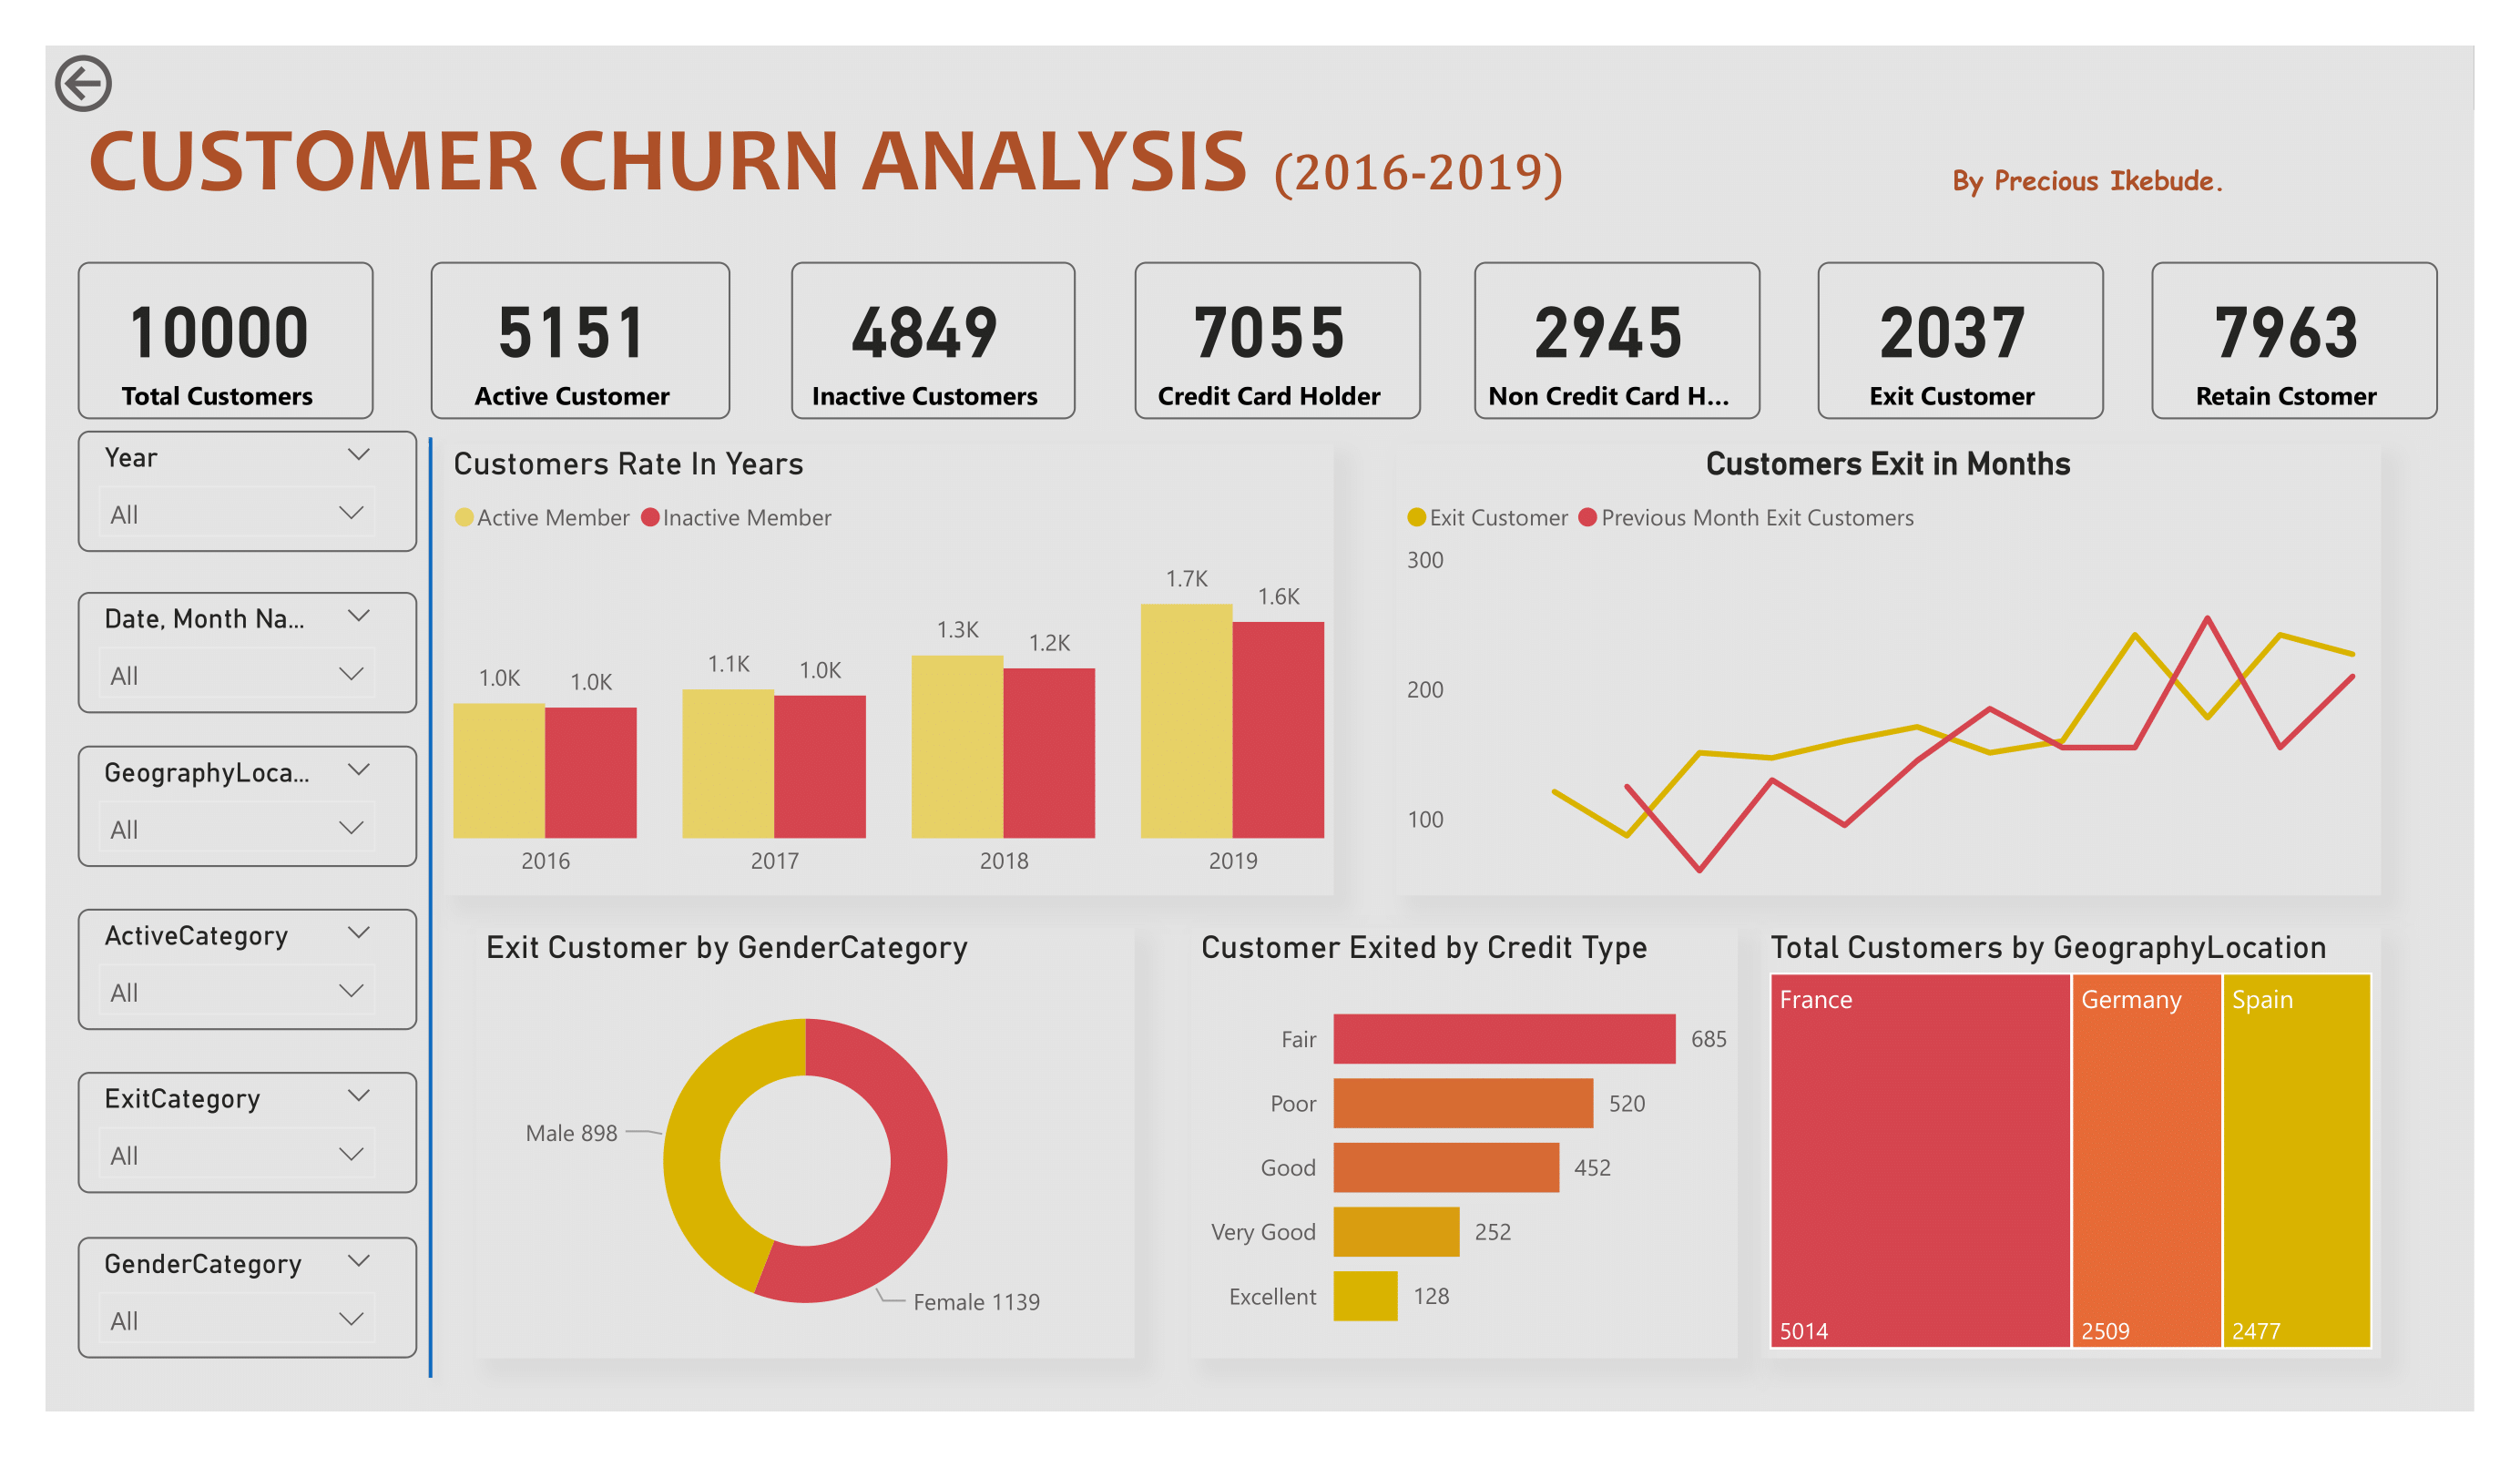 CUSTOMER CHURN ANALYSIS (2016-2019)
By Precious Ikebude.
10000
Total Customers
5151
Active Customer
4849
Inactive Customers
7055
Credit Card Holder
2945
Non Credit Card H...
2037
Exit Customer
7963
Retain Cstomer
Year
All
Date, Month Na...
All
GeographyLoca...
All
ActiveCategory
All
ExitCategory
All
GenderCategory
All
Customers Rate In Years
Active Member Inactive Member
1.0K 1.0K 1.1K 1.0K 1.3K 1.2K 1.7K 1.6K
2016 2017 2018 2019
Customers Exit in Months
Exit Customer Previous Month Exit Customers
300
200
100
Exit Customer by GenderCategory
Male 898
Female 1139
Customer Exited by Credit Type
Fair 685
Poor 520
Good 452
Very Good 252
Excellent 128
Total Customers by GeographyLocation
France Germany Spain
5014 2509 2477